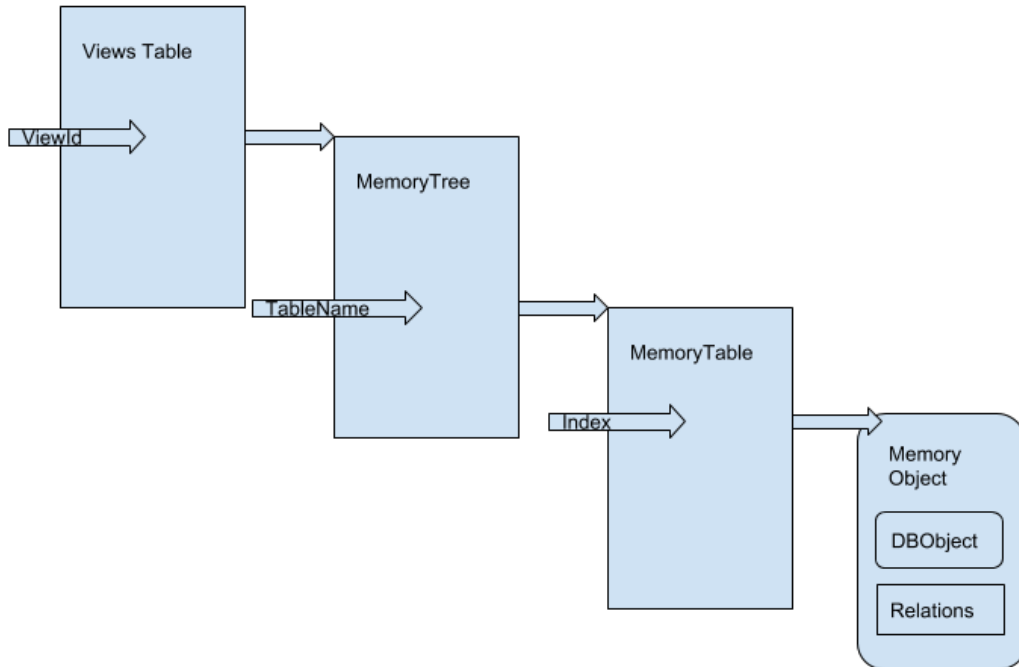 Views Table
ViewId
MemoryTree
TableName
MemoryTable
Index
Memory
Object
DBObject
Relations